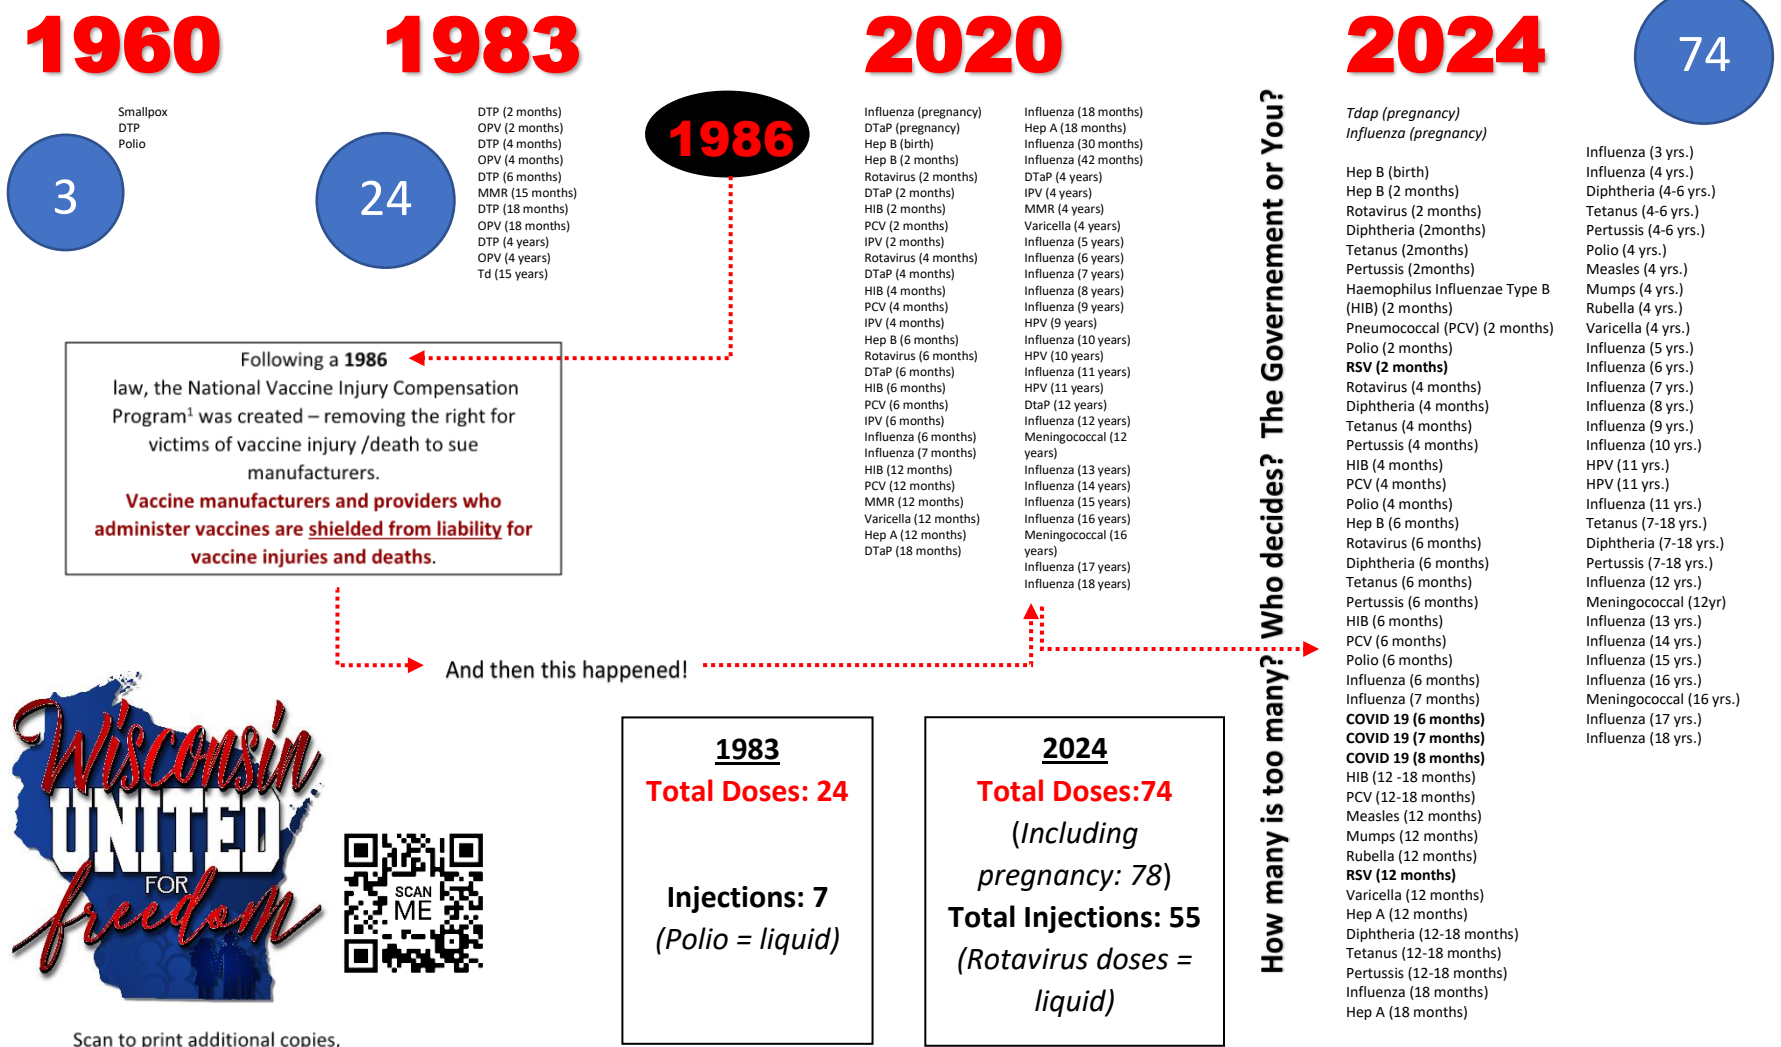 1960
3
Smallpox
DTP
Polio
1983
24
DTP (2 months)
OPV (2 months)
DTP (4 months)
OPV (4 months)
DTP (6 months)
MMR (15 months)
DTP (18 months)
OPV (18 months)
DTP (4 years)
OPV (4 years)
Td (15 years)
1986
Following a 1986
law, the National Vaccine Injury Compensation
Program1 was created – removing the right for
victims of vaccine injury /death to sue
manufacturers.
Vaccine manufacturers and providers who
administer vaccines are shielded from liability for
vaccine injuries and deaths.
And then this happened!
2020
Influenza (pregnancy)
DTaP (pregnancy)
Hep B (birth)
Hep B (2 months)
Rotavirus (2 months)
DTaP (2 months)
HIB (2 months)
PCV (2 months)
IPV (2 months)
Rotavirus (4 months)
DTaP (4 months)
HIB (4 months)
PCV (4 months)
IPV (4 months)
Hep B (6 months)
Rotavirus (6 months)
DTaP (6 months)
HIB (6 months)
PCV (6 months)
IPV (6 months)
Influenza (6 months)
Influenza (7 months)
HIB (12 months)
PCV (12 months)
MMR (12 months)
Varicella (12 months)
Hep A (12 months)
DTaP (18 months)
Influenza (18 months)
Hep A (18 months)
Influenza (30 months)
Influenza (42 months)
DTaP (4 years)
IPV (4 years)
MMR (4 years)
Varicella (4 years)
Influenza (5 years)
Influenza (6 years)
Influenza (7 years)
Influenza (8 years)
Influenza (9 years)
HPV (9 years)
Influenza (10 years)
HPV (10 years)
Influenza (11 years)
HPV (11 years)
DtaP (12 years)
Influenza (12 years)
Meningococcal (12
years)
Influenza (13 years)
Influenza (14 years)
Influenza (15 years)
Influenza (16 years)
Meningococcal (16
years)
Influenza (17 years)
Influenza (18 years)
How many is too many? Who decides? The Governement or You?
2024
74
Tdap (pregnancy)
Influenza (pregnancy)
Hep B (birth)
Hep B (2 months)
Rotavirus (2 months)
Diphtheria (2months)
Tetanus (2months)
Pertussis (2months)
Haemophilus Influenzae Type B
(HIB) (2 months)
Pneumococcal (PCV) (2 months)
Polio (2 months)
RSV (2 months)
Rotavirus (4 months)
Diphtheria (4 months)
Tetanus (4 months)
Pertussis (4 months)
HIB (4 months)
PCV (4 months)
Polio (4 months)
Hep B (6 months)
Rotavirus (6 months)
Diphtheria (6 months)
Tetanus (6 months)
Pertussis (6 months)
HIB (6 months)
PCV (6 months)
Polio (6 months)
Influenza (6 months)
Influenza (7 months)
COVID 19 (6 months)
COVID 19 (7 months)
COVID 19 (8 months)
HIB (12 -18 months)
PCV (12-18 months)
Measles (12 months)
Mumps (12 months)
Rubella (12 months)
RSV (12 months)
Varicella (12 months)
Hep A (12 months)
Diphtheria (12-18 months)
Tetanus (12-18 months)
Pertussis (12-18 months)
Influenza (18 months)
Hep A (18 months)
Influenza (3 yrs.)
Influenza (4 yrs.)
Diphtheria (4-6 yrs.)
Tetanus (4-6 yrs.)
Pertussis (4-6 yrs.)
Polio (4 yrs.)
Measles (4 yrs.)
Mumps (4 yrs.)
Rubella (4 yrs.)
Varicella (4 yrs.)
Influenza (5 yrs.)
Influenza (6 yrs.)
Influenza (7 yrs.)
Influenza (8 yrs.)
Influenza (9 yrs.)
Influenza (10 yrs.)
HPV (11 yrs.)
HPV (11 yrs.)
Influenza (11 yrs.)
Tetanus (7-18 yrs.)
Diphtheria (7-18 yrs.)
Pertussis (7-18 yrs.)
Influenza (12 yrs.)
Meningococcal (12yr)
Influenza (13 yrs.)
Influenza (14 yrs.)
Influenza (15 yrs.)
Influenza (16 yrs.)
Meningococcal (16 yrs.)
Influenza (17 yrs.)
Influenza (18 yrs.)
Wisconsin
UNITED
FOR
freedom
SCAN
ME
Scan to print additional copies,
1983
Total Doses: 24
Injections: 7
(Polio = liquid)
2024
Total Doses:74
(Including
pregnancy: 78)
Total Injections: 55
(Rotavirus doses =
liquid)